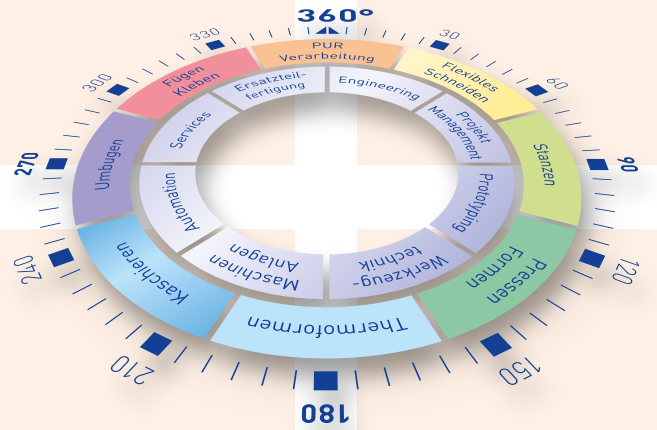 360°
30
60
90
120
150
180
210
240
270
300
330
PUR
Verarbeitung
Flexibles
Schneiden
Stanzen
Pressen
Formen
Thermoformen
Kaschieren
Umbugen
Fügen
Kleben
Engineering
Projekt
Management
Prototyping
Werkzeug-
technik
Maschinen
Anlagen
Automation
Services
Ersatzteil-
fertigung